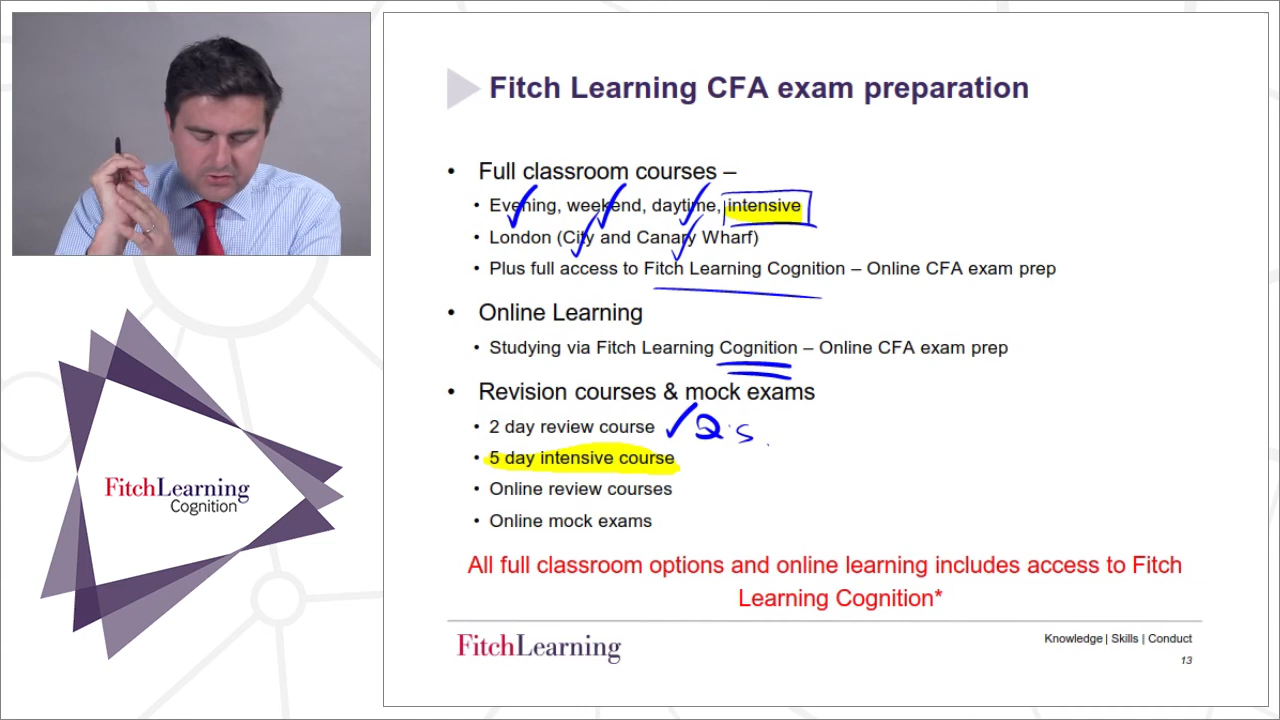 Fitch Learning CFA exam preparation
• Full classroom courses –
• Evening, weekend, daytime, intensive
• London (City and Canary Wharf)
• Plus full access to Fitch Learning Cognition – Online CFA exam prep
• Online Learning
• Studying via Fitch Learning Cognition – Online CFA exam prep
• Revision courses & mock exams
• 2 day review course Q's
• 5 day intensive course
• Online review courses
• Online mock exams
All full classroom options and online learning includes access to Fitch
Learning Cognition*
FitchLearning
Knowledge | Skills | Conduct
13
FitchLearning
Cognition